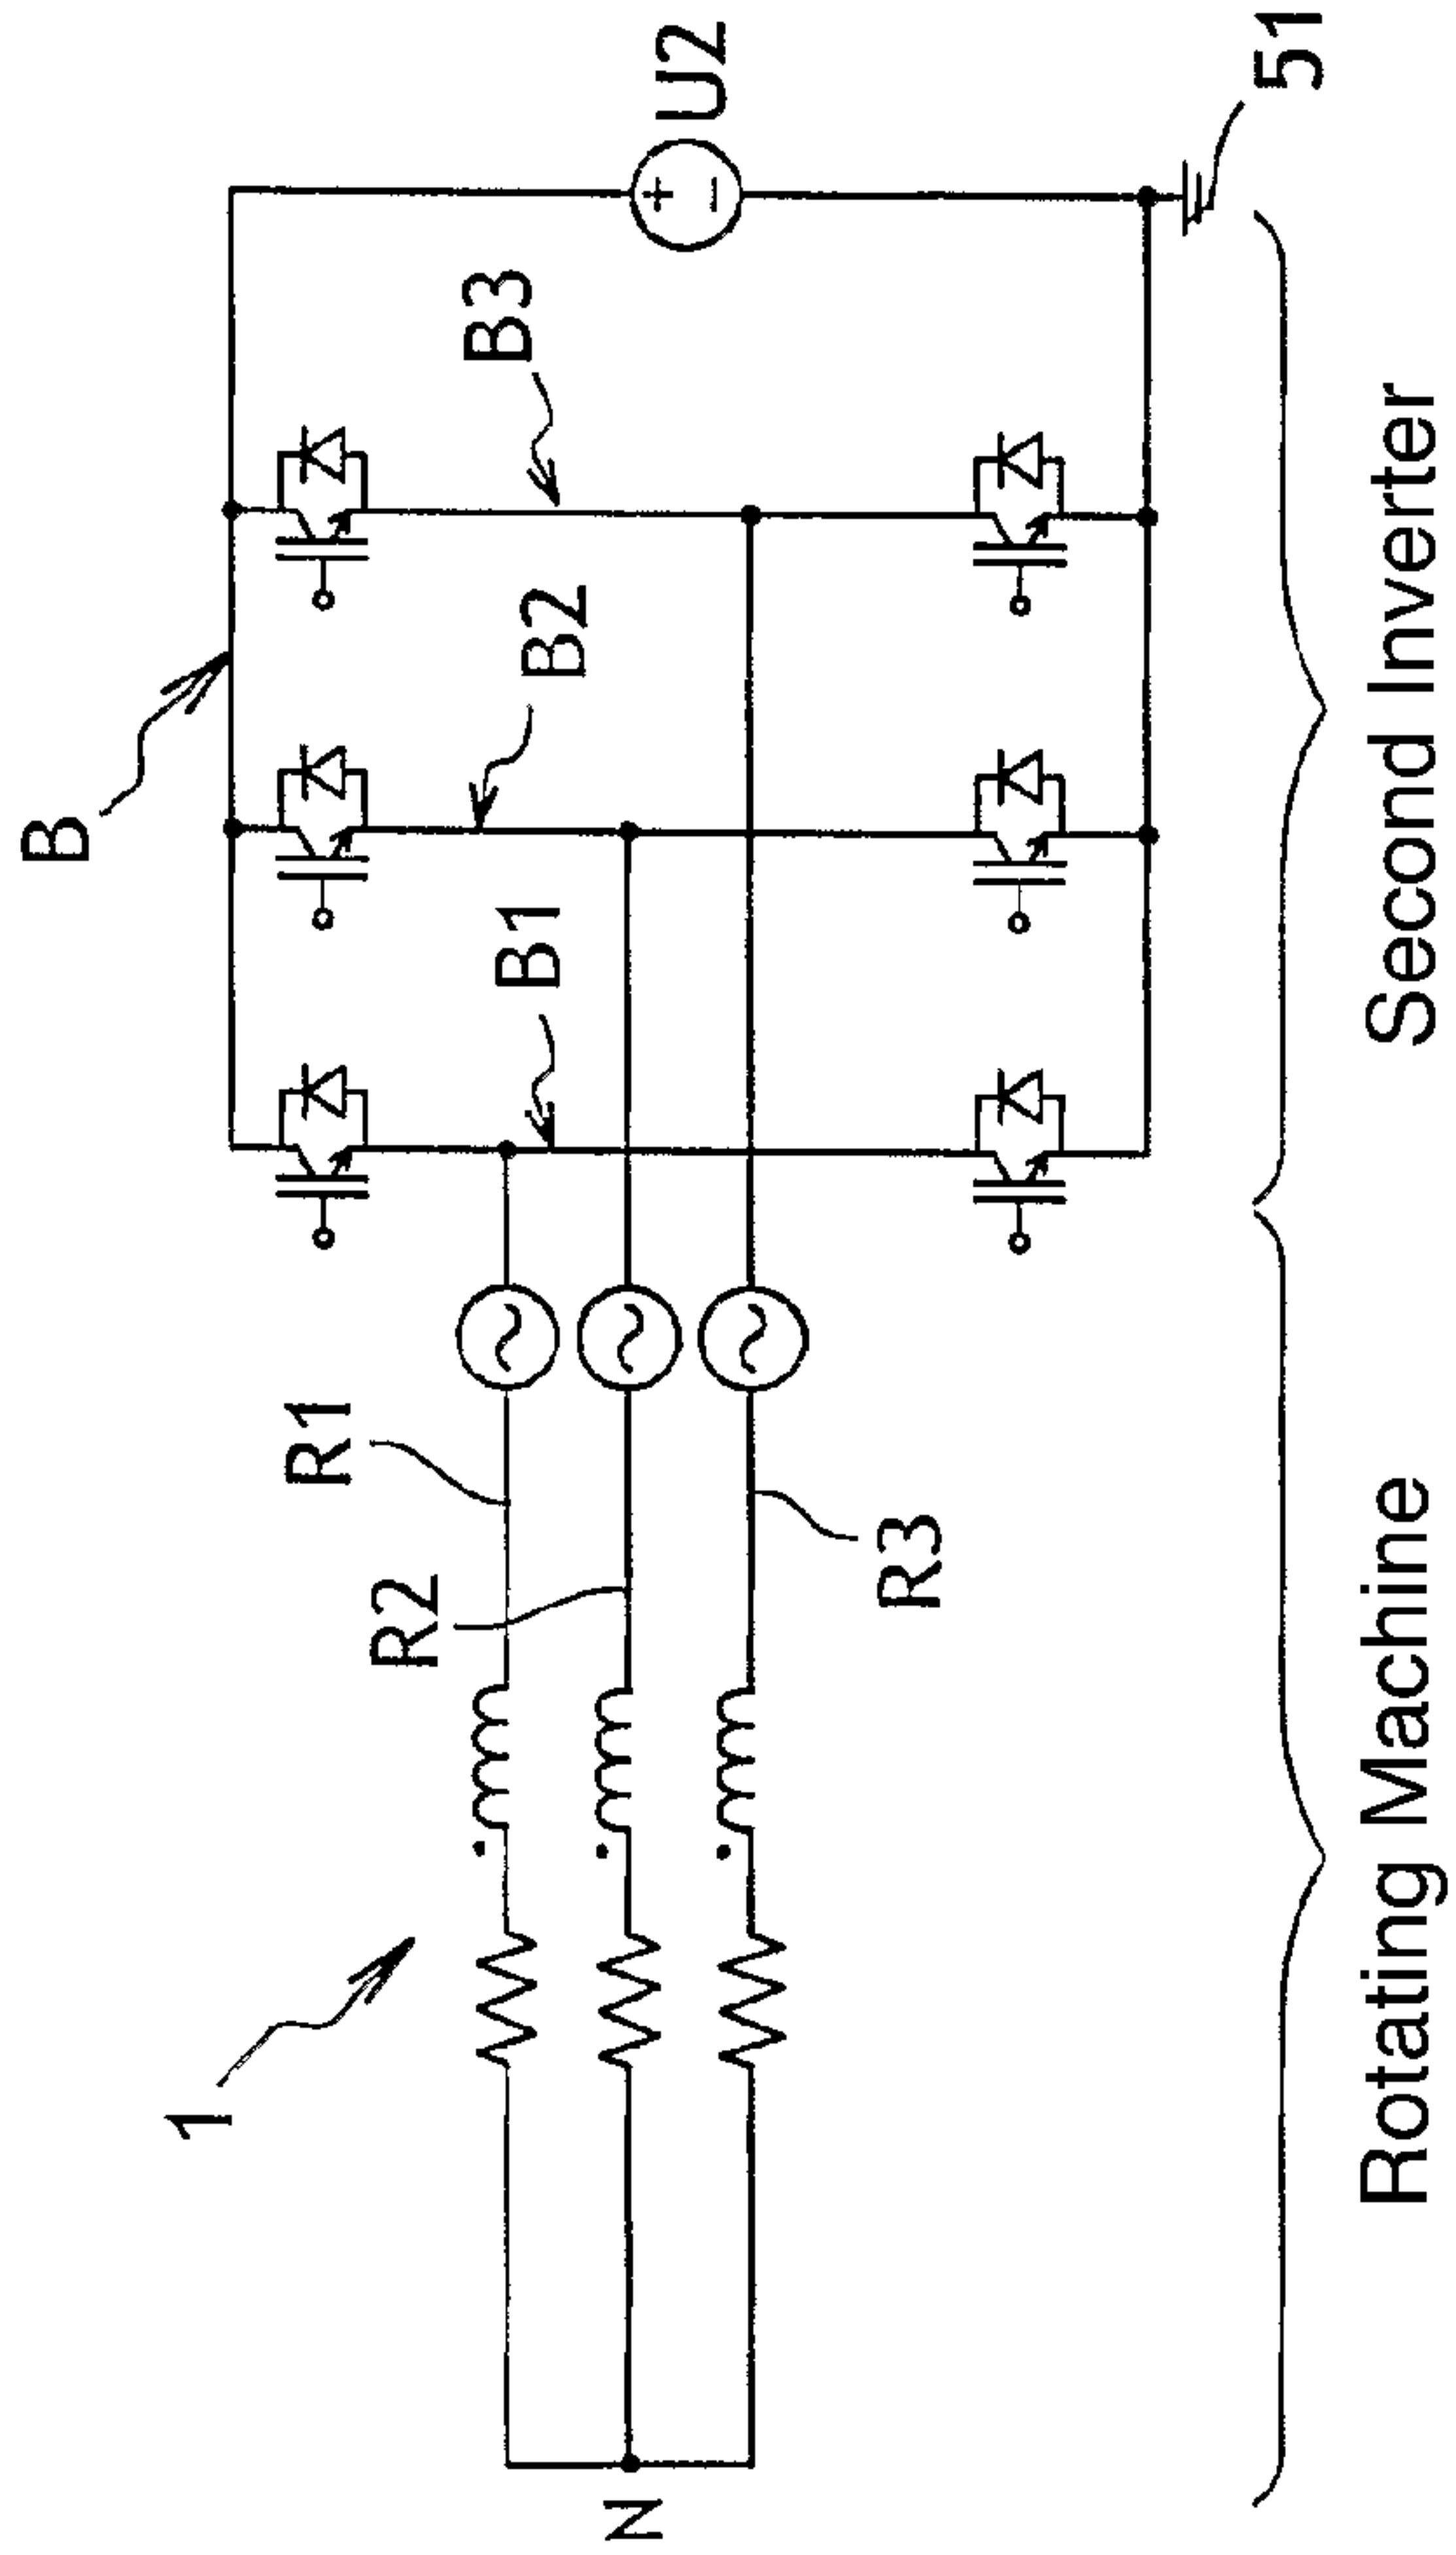 B
U2
B3
B2
B1
51
R1
R2
R3
1
N
Second Inverter
Rotating Machine